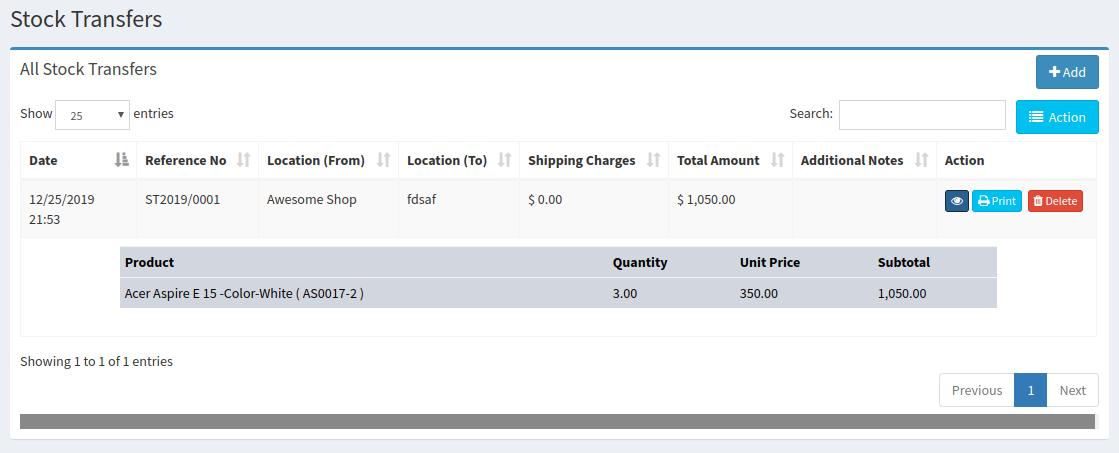 Stock Transfers
All Stock Transfers
Add
Show 25 entries
Search:
Action
Date Reference No Location (From) Location (To) Shipping Charges Total Amount Additional Notes Action
12/25/2019 ST2019/0001 Awesome Shop fdsaf $ 0.00 $ 1,050.00 Print Delete
21:53
Product Quantity Unit Price Subtotal
Acer Aspire E 15 -Color-White ( AS0017-2 ) 3.00 350.00 1,050.00
Showing 1 to 1 of 1 entries
Previous 1 Next